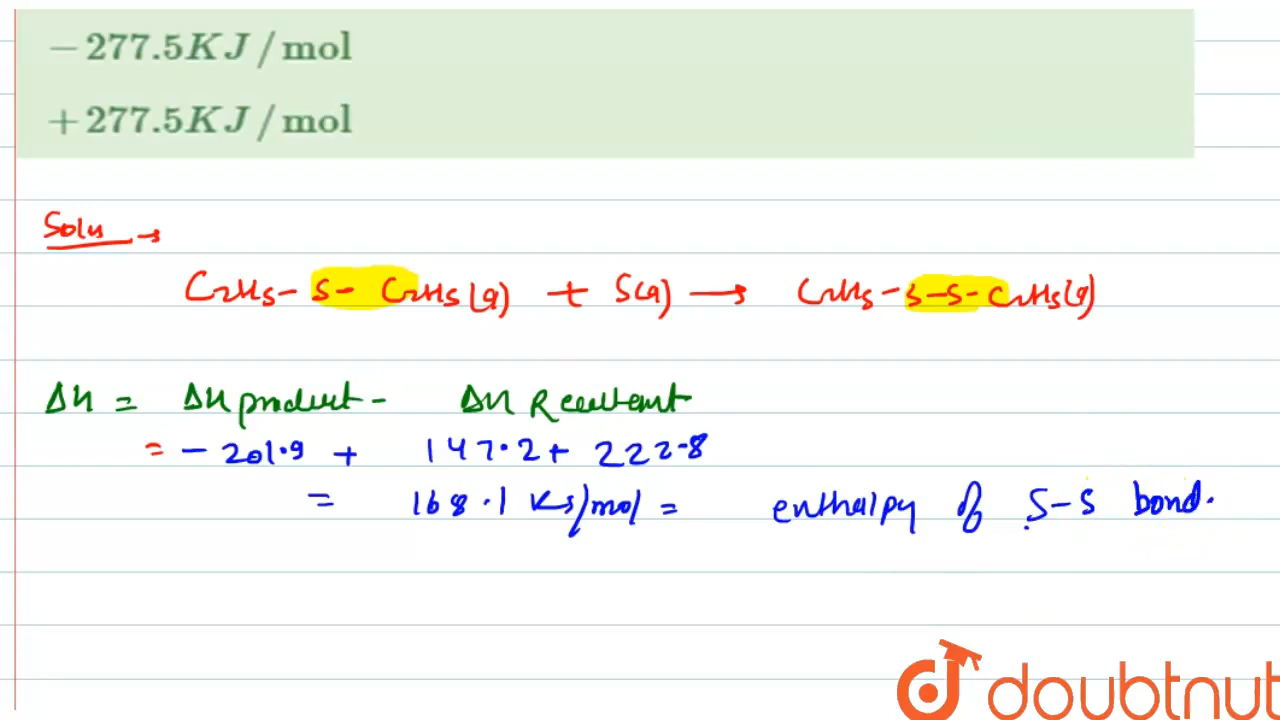 −277.5KJ/mol
+277.5KJ/mol
Soln →
C2H5− S− C2H5(g) + S(g) → C2H5− S−S− C2H5(g)
ΔH = ΔH product − ΔH Reactant
= − 201.9 + 147.2 + 222.8
= 168.1 KJ/mol = enthalpy of S−S bond.
doubtnut